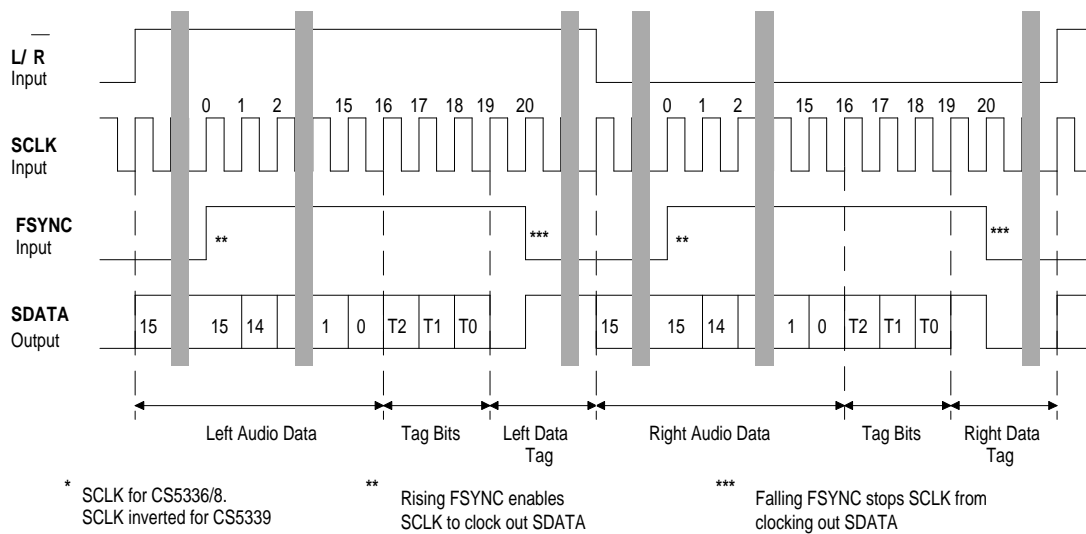 L/ R
Input
0 1 2 15 16 17 18 19 20 0 1 2 15 16 17 18 19 20
SCLK
Input
FSYNC
Input
** *** ** ***
SDATA
Output
15 15 14 1 0 T2 T1 T0 15 15 14 1 0 T2 T1 T0
Left Audio Data Tag Bits Left Data Tag Right Audio Data Tag Bits Right Data Tag
* SCLK for CS5336/8.
SCLK inverted for CS5339
** Rising FSYNC enables
SCLK to clock out SDATA
*** Falling FSYNC stops SCLK from
clocking out SDATA